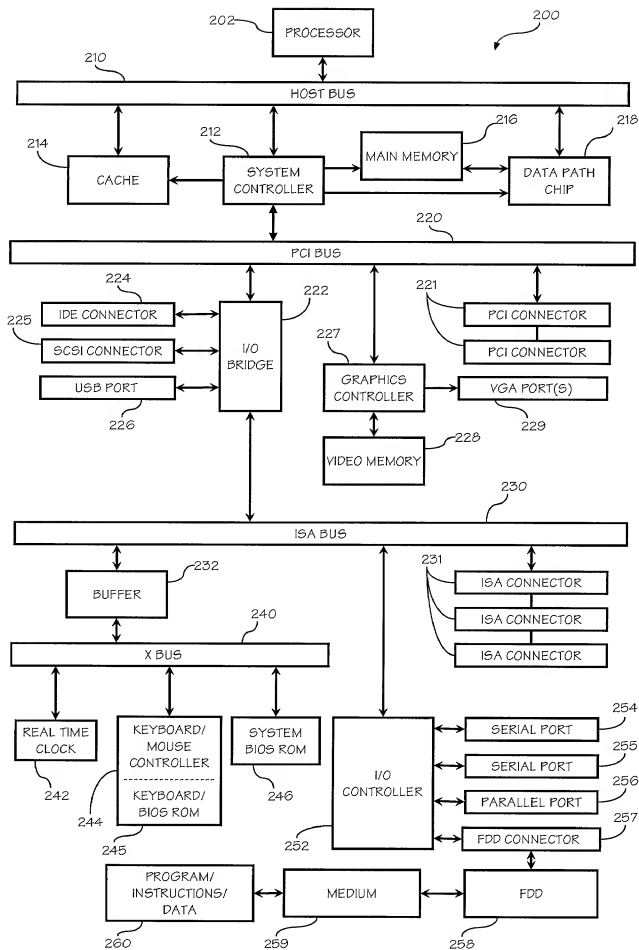 202
PROCESSOR
200
210
HOST BUS
214
212
216
218
CACHE
SYSTEM
CONTROLLER
MAIN MEMORY
DATA PATH
CHIP
220
PCI BUS
224
222
221
IDE CONNECTOR
225
SCSI CONNECTOR
USB PORT
226
I/O
BRIDGE
227
GRAPHICS
CONTROLLER
PCI CONNECTOR
PCI CONNECTOR
VGA PORT(S)
229
VIDEO MEMORY
228
230
ISA BUS
232
BUFFER
231
ISA CONNECTOR
ISA CONNECTOR
ISA CONNECTOR
240
X BUS
REAL TIME
CLOCK
242
KEYBOARD/
MOUSE CONTROLLER
KEYBOARD/
BIOS ROM
244
245
SYSTEM
BIOS ROM
246
I/O
CONTROLLER
252
SERIAL PORT
254
SERIAL PORT
255
PARALLEL PORT
256
FDD CONNECTOR
257
PROGRAM/
INSTRUCTIONS/
DATA
260
MEDIUM
259
FDD
258